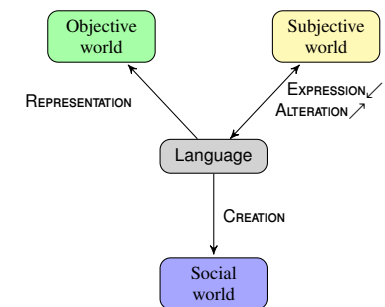 Objective
world
Subjective
world
REPRESENTATION
EXPRESSION↙
ALTERATION↗
Language
CREATION
Social
world